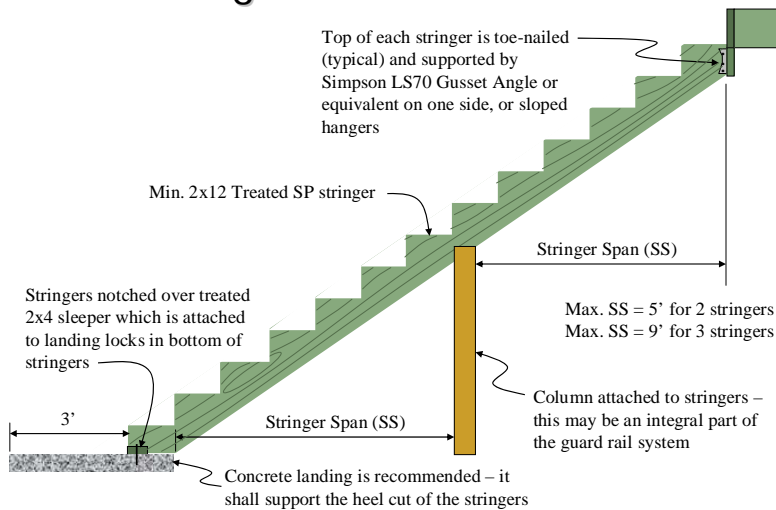 Top of each stringer is toe-nailed
(typical) and supported by
Simpson LS70 Gusset Angle or
equivalent on one side, or sloped
hangers
Min. 2x12 Treated SP stringer
Stringer Span (SS)
Stringers notched over treated
2x4 sleeper which is attached
to landing locks in bottom of
stringers
Max. SS = 5’ for 2 stringers
Max. SS = 9’ for 3 stringers
3’
Stringer Span (SS)
Column attached to stringers –
this may be an integral part of
the guard rail system
Concrete landing is recommended – it
shall support the heel cut of the stringers